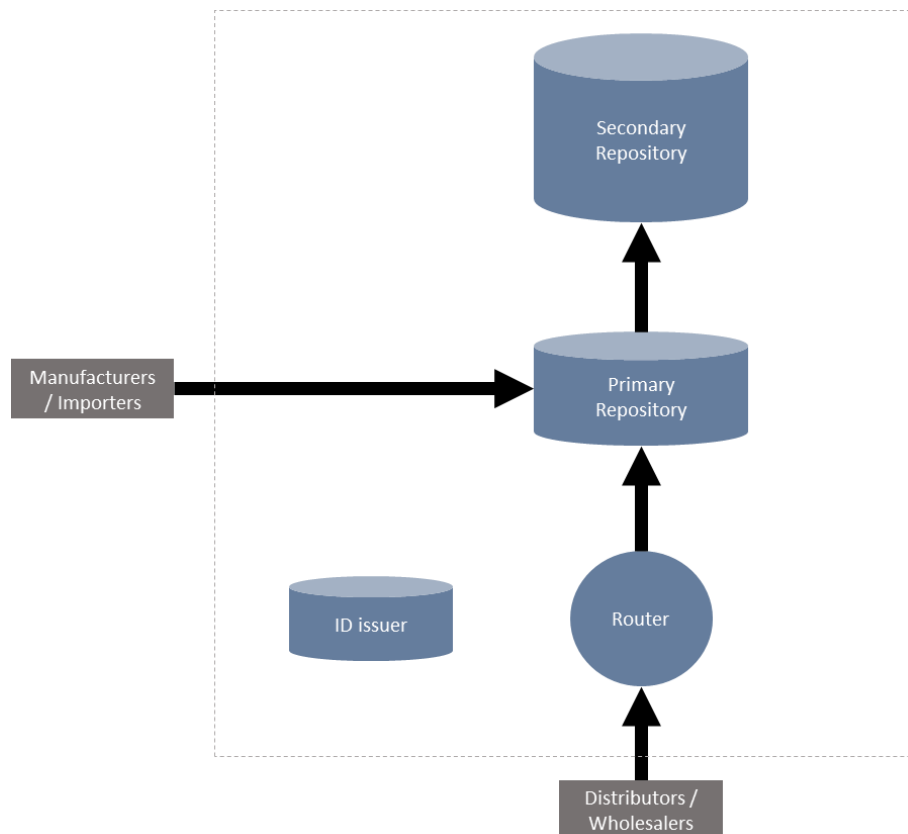 Secondary
Repository
Manufacturers
/ Importers
Primary
Repository
ID issuer
Router
Distributors /
Wholesalers